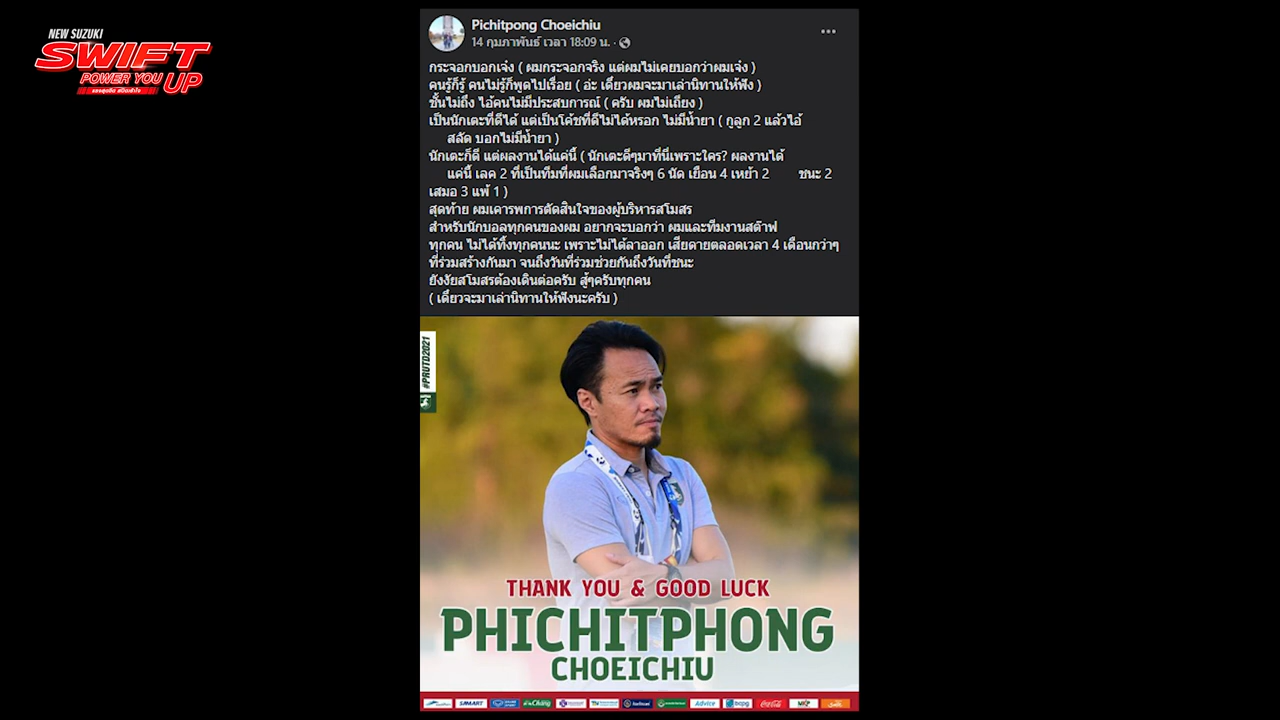 NEW SUZUKI
SWIFT
POWER YOU UP
แรงสุดขีด สปีดเร้าใจ
Pichitpong Choeichiu
14 กุมภาพันธ์ เวลา 18:09 น. ·
กระจอกบอกเจ๋ง ( ผมกระจอกจริง แต่ผมไม่เคยบอกว่าผมเจ๋ง )
คนรู้ก็รู้ คนไม่รู้ก็พูดไปเรื่อย ( อ่ะ เดี๋ยวผมจะมาเล่านิทานให้ฟัง )
ชั้นไม่ถึง ไอ้คนไม่มีประสบการณ์ ( ครับ ผมไม่เถียง )
เป็นนักเตะที่ดีได้ แต่เป็นโค้ชที่ดีไม่ได้หรอก ไม่มีน้ำยา ( กูลูก 2 แล้วไอ้
สลัด บอกไม่มีน้ำยา )
นักเตะก็ดี แต่ผลงานได้แค่นี้ ( นักเตะดีๆมาที่นี่เพราะใคร? ผลงานได้
แค่นี้ เลค 2 ที่เป็นทีมที่ผมเลือกมาจริงๆ 6 นัด เยือน 4 เหย้า 2 ชนะ 2
เสมอ 3 แพ้ 1 )
สุดท้าย ผมเคารพการตัดสินใจของผู้บริหารสโมสร
สำหรับนักบอลทุกคนของผม อยากจะบอกว่า ผมและทีมงานสต๊าฟ
ทุกคน ไม่ได้ทิ้งทุกคนนะ เพราะไม่ได้ลาออก เสียดายตลอดเวลา 4 เดือนกว่าๆ
ที่ร่วมสร้างกันมา จนถึงวันที่ร่วมช่วยกันถึงวันที่ชนะ
ยังงัยสโมสรต้องเดินต่อครับ สู้ๆครับทุกคน
( เดี๋ยวจะมาเล่านิทานให้ฟังนะครับ )
#PRUTD2021
THANK YOU & GOOD LUCK
PHICHITPHONG
CHOEICHIU
SMART
Chang
Advice
bcpg
Coca-Cola
MK